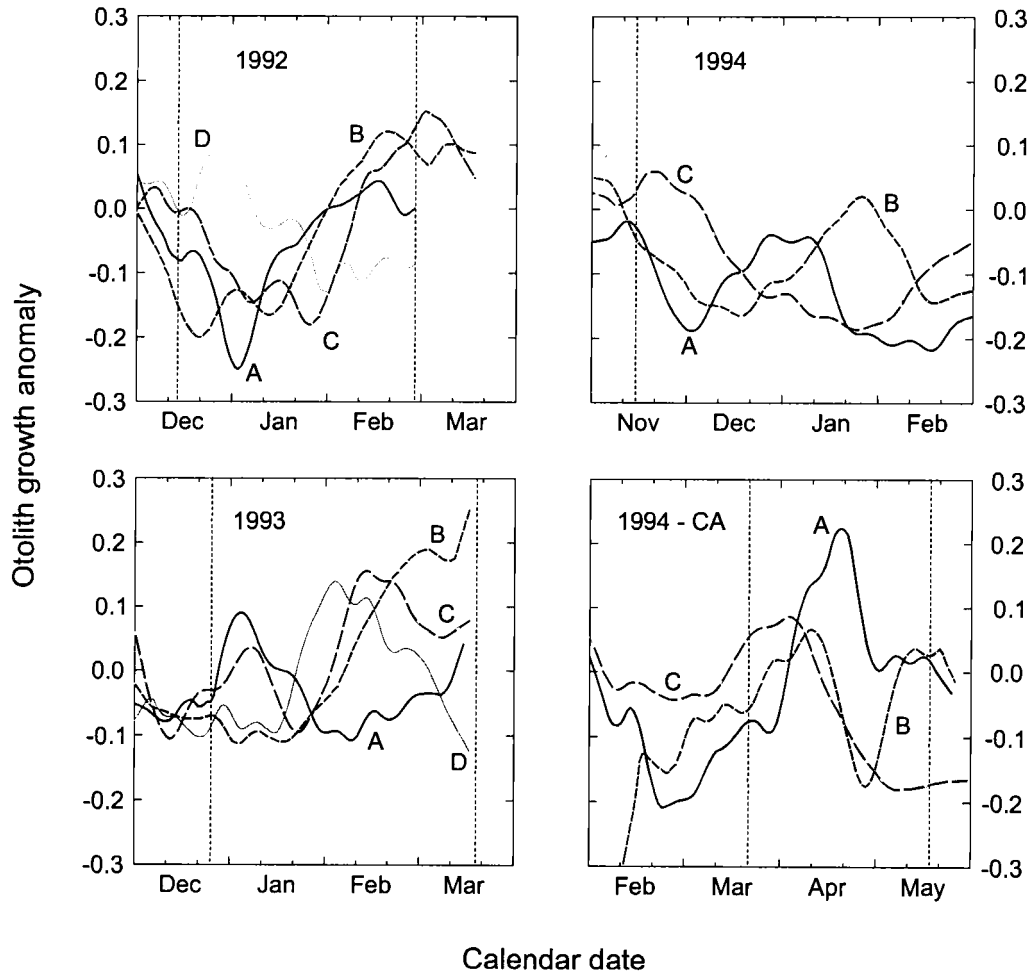 Otolith growth anomaly
0.3
0.2
0.1
0.0
-0.1
-0.2
-0.3
1992
D
B
A
C
Dec Jan Feb Mar
1994
C
B
A
0.3
0.2
0.1
0.0
-0.1
-0.2
-0.3
Nov Dec Jan Feb
0.3
0.2
0.1
0.0
-0.1
-0.2
-0.3
1993
B
C
A
D
Dec Jan Feb Mar
1994 - CA
A
C
B
0.3
0.2
0.1
0.0
-0.1
-0.2
-0.3
Feb Mar Apr May
Calendar date